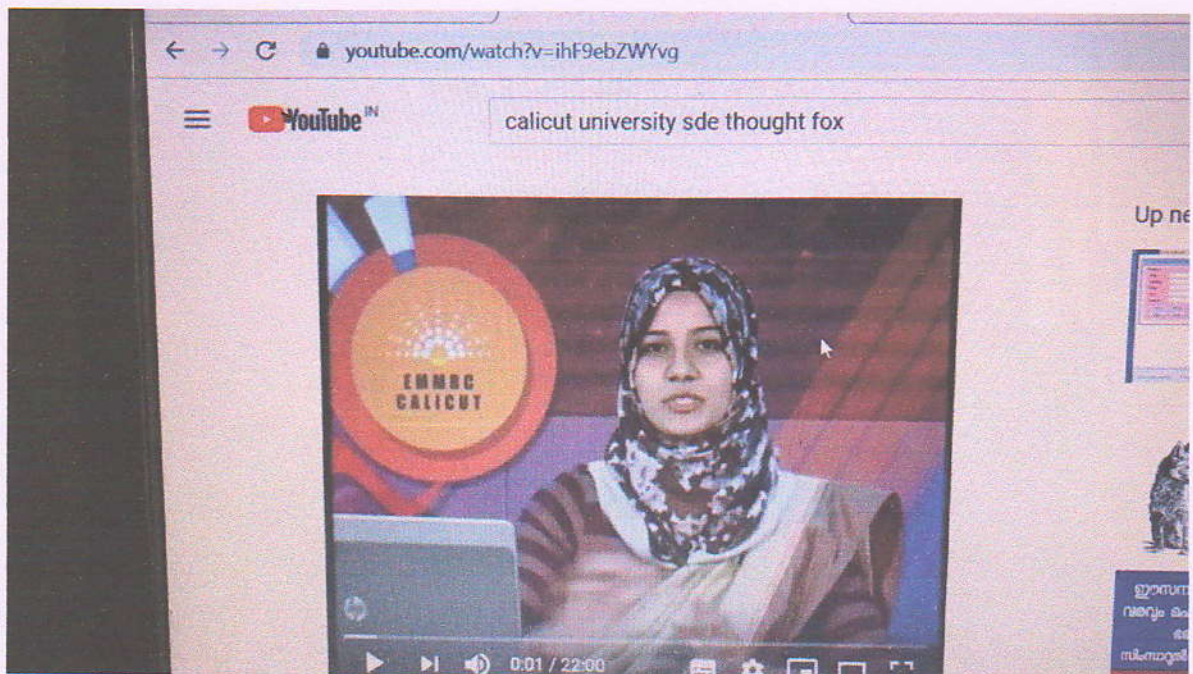 youtube.com/watch?v=ihF9ebZWYvg
YouTube IN
calicut university sde thought fox
Up ne
EMMRC
CALICUT
0:01 / 22:00